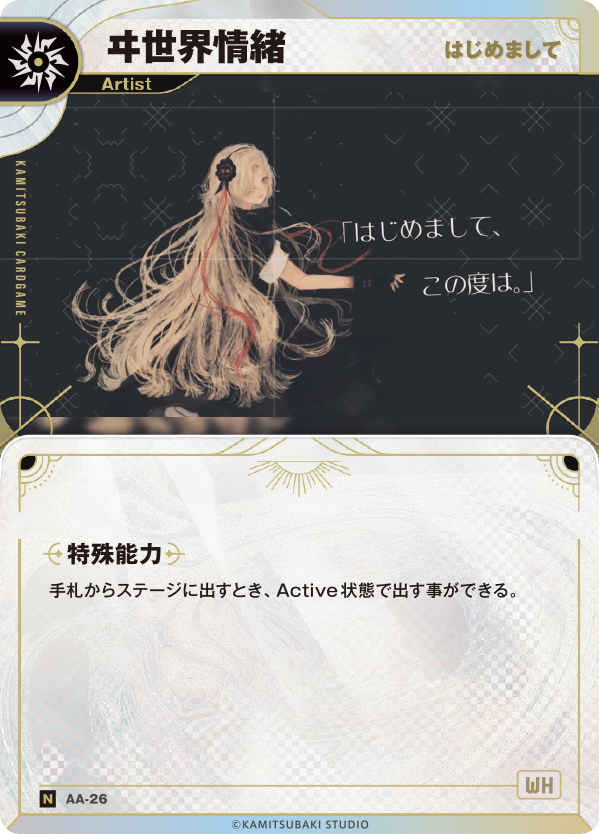 ヰ世界情緒
はじめまして
Artist
KAMITSUBAKI CARDGAME
「はじめまして、
この度は。」
特殊能力
手札からステージに出すとき、Active状態で出す事ができる。
N AA-26
WH
©KAMITSUBAKI STUDIO